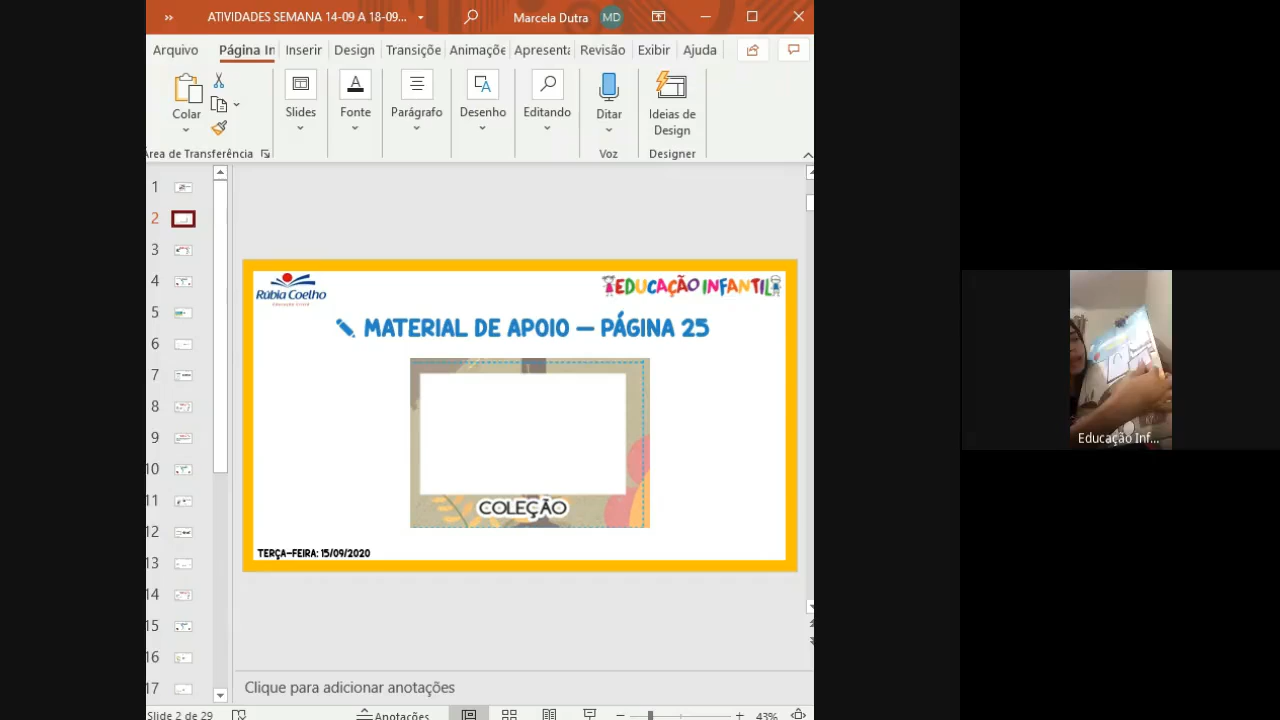 ATIVIDADES SEMANA 14-09 A 18-09...
Marcela Dutra
MD
Arquivo
Página In
Inserir
Design
Transiçõe
Animaçõe
Apresenta
Revisão
Exibir
Ajuda
Colar
Slides
Fonte
Parágrafo
Desenho
Editando
Ditar
Ideias de
Design
Área de Transferência
Voz
Designer
1
2
3
4
5
6
7
8
9
10
11
12
13
14
15
16
17
Rúbia Coelho
EDUCAÇÃO INFANTIL
MATERIAL DE APOIO – PÁGINA 25
COLEÇÃO
TERÇA-FEIRA: 15/09/2020
Clique para adicionar anotações
Slide 2 de 29
Anotações
43%
Educação Inf...